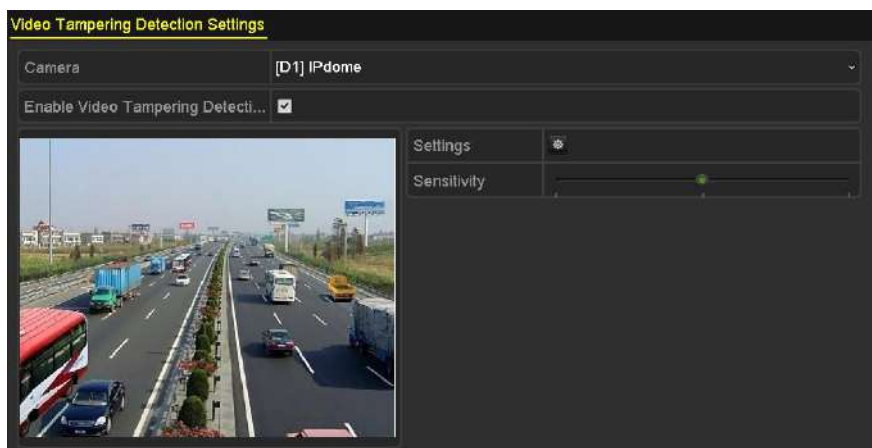 Video Tampering Detection Settings
Camera
[D1] IPdome
Enable Video Tampering Detecti...
Settings
Sensitivity